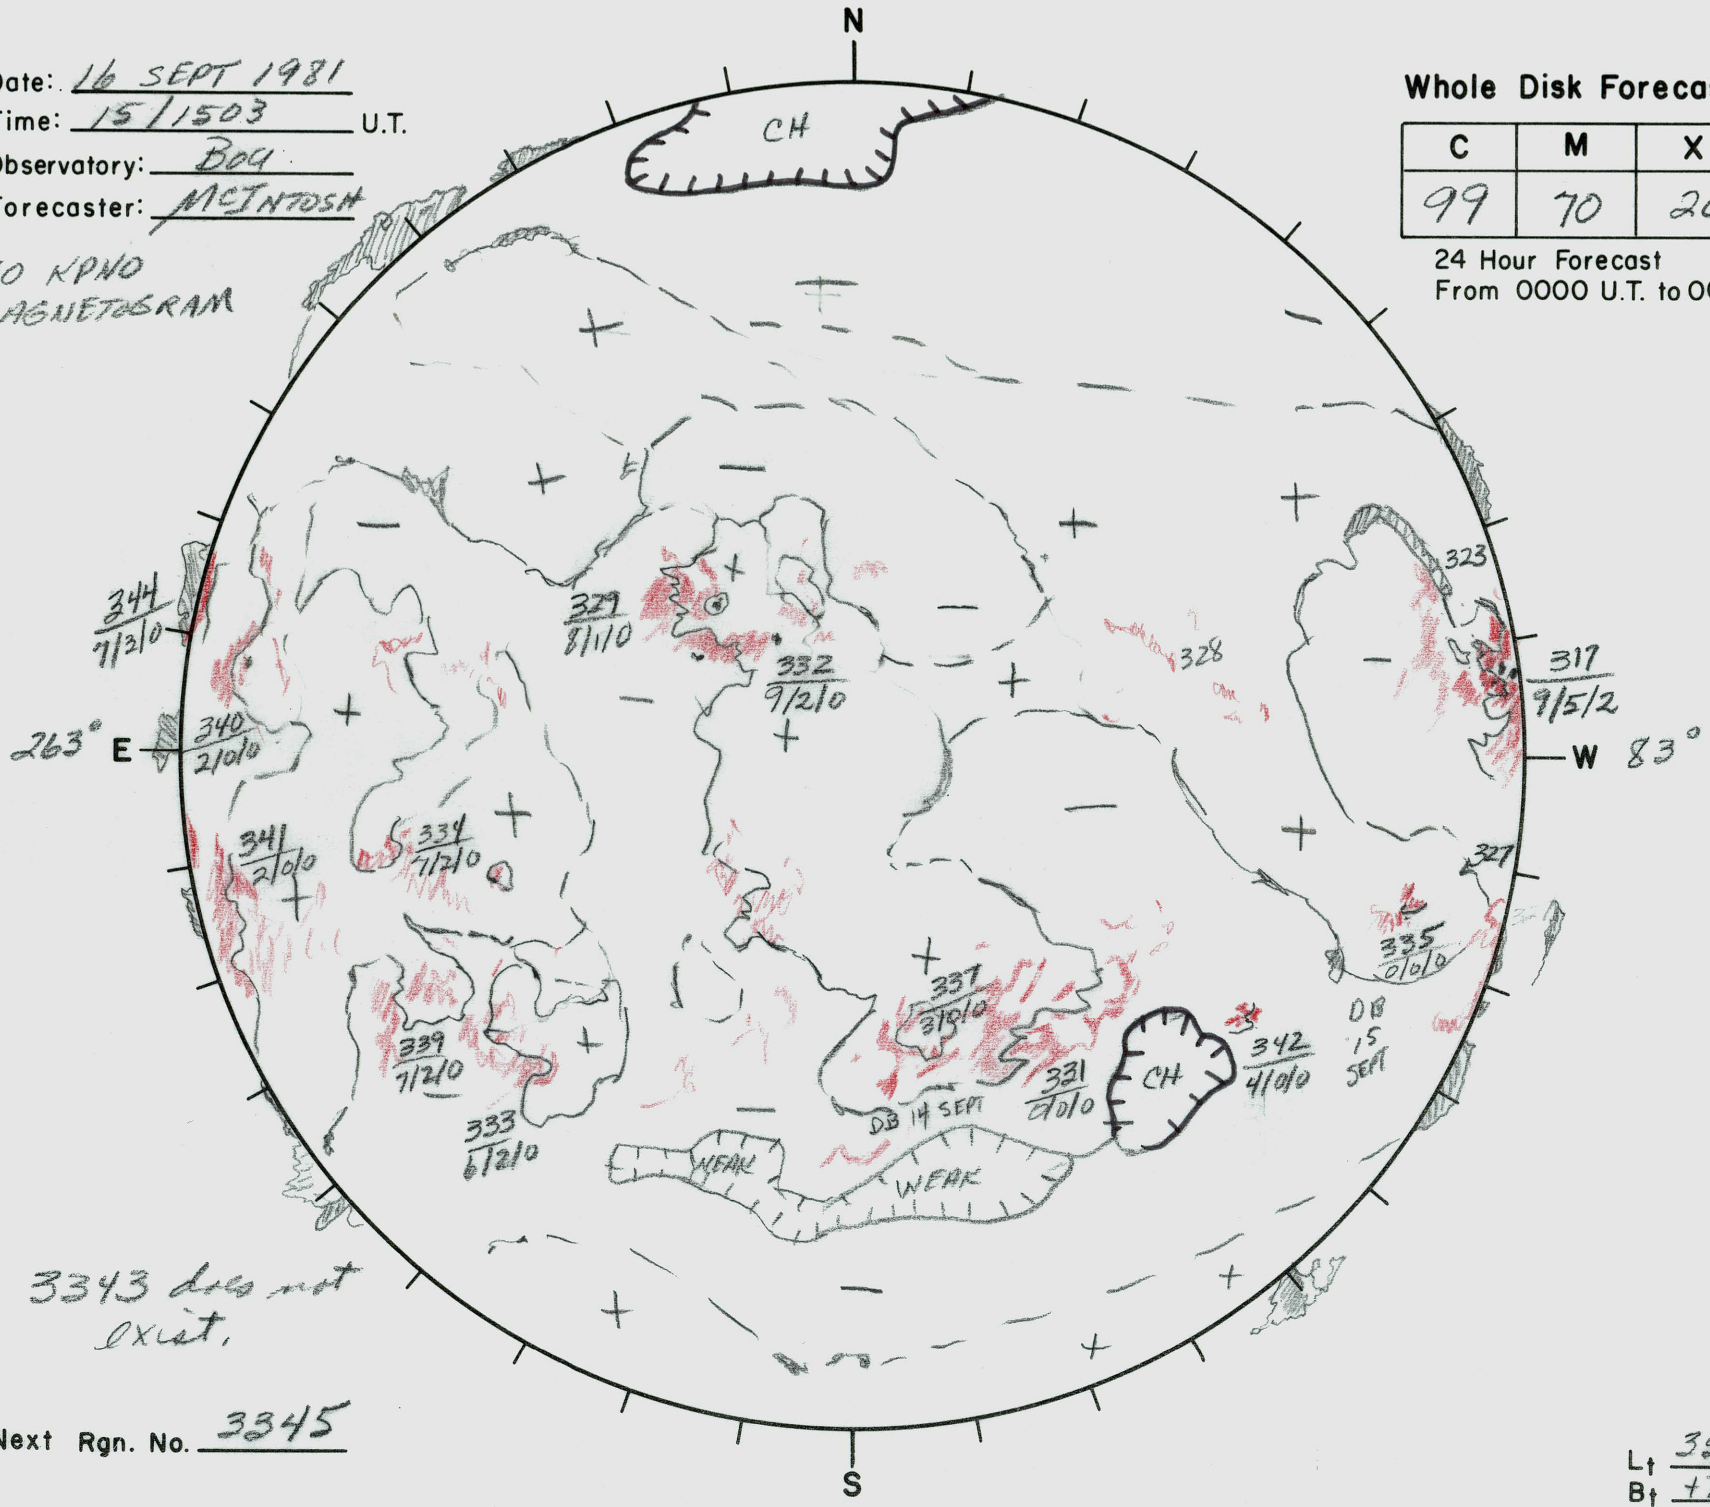 N
Date: 16 SEPT 1981
Time: 15/1503 U.T.
Observatory: Bou
Forecaster: McINTOSH
KPNO
MAGNETOGRAM
Whole Disk Foreca
C M X
99 70
24 Hour Forecast
From 0000 U.T. to 00
CH
344
7/3/0
329
8/1/0
332
9/2/0
323
328
317
9/5/2
340
2/0/0
263° E
W 83°
341
2/0/0
334
7/2/0
327
335
0/0/0
DB
15
SEPT
337
3/0/0
339
7/2/0
331
0/0/0
CH
342
4/0/0
333
6/2/0
DB 14 SEPT
WEAK
WEAK
3343 does not
exist.
Next Rgn. No. 3345
S
Lt
Bt